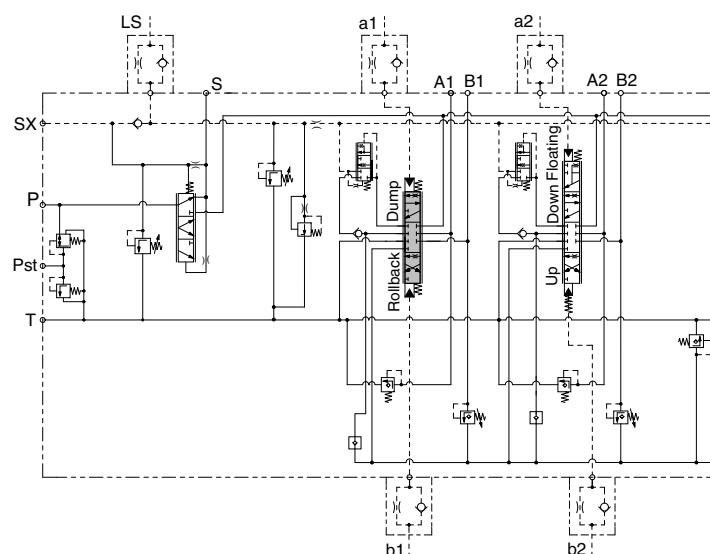 LS
a1
a2
S
A1
B1
A2
B2
SX
P
Pst
T
Dump
Rollback
Down Floating
Up
b1
b2